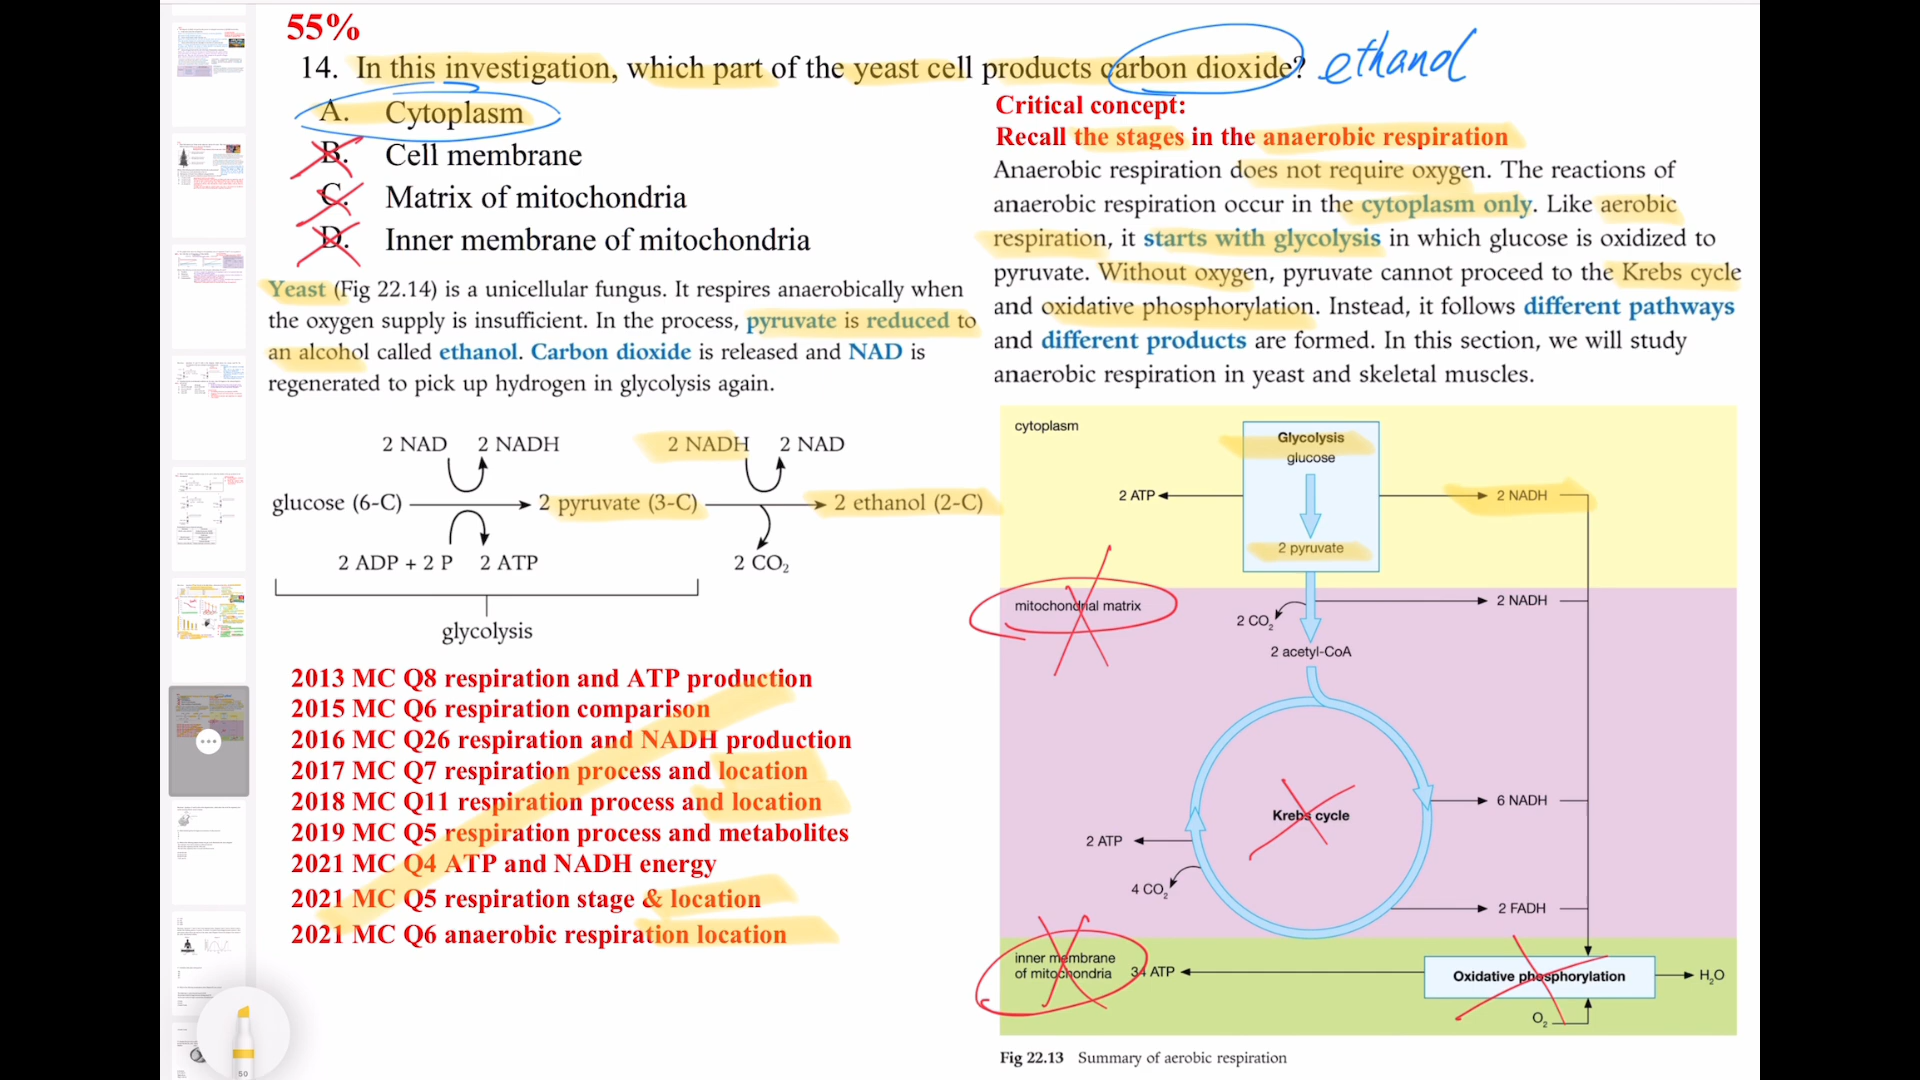 55%
14. In this investigation, which part of the yeast cell products carbon dioxide? ethanol
A. Cytoplasm
B. Cell membrane
C. Matrix of mitochondria
D. Inner membrane of mitochondria
Yeast (Fig 22.14) is a unicellular fungus. It respires anaerobically when
the oxygen supply is insufficient. In the process, pyruvate is reduced to
an alcohol called ethanol. Carbon dioxide is released and NAD is
regenerated to pick up hydrogen in glycolysis again.
2 NAD 2 NADH 2 NADH 2 NAD
glucose (6-C) 2 pyruvate (3-C) 2 ethanol (2-C)
2 ADP + 2 P 2 ATP 2 CO₂
glycolysis
2013 MC Q8 respiration and ATP production
2015 MC Q6 respiration comparison
2016 MC Q26 respiration and NADH production
2017 MC Q7 respiration process and location
2018 MC Q11 respiration process and location
2019 MC Q5 respiration process and metabolites
2021 MC Q4 ATP and NADH energy
2021 MC Q5 respiration stage & location
2021 MC Q6 anaerobic respiration location
Critical concept:
Recall the stages in the anaerobic respiration
Anaerobic respiration does not require oxygen. The reactions of
anaerobic respiration occur in the cytoplasm only. Like aerobic
respiration, it starts with glycolysis in which glucose is oxidized to
pyruvate. Without oxygen, pyruvate cannot proceed to the Krebs cycle
and oxidative phosphorylation. Instead, it follows different pathways
and different products are formed. In this section, we will study
anaerobic respiration in yeast and skeletal muscles.
cytoplasm
Glycolysis
glucose
2 ATP 2 NADH
2 pyruvate
mitochondrial matrix 2 NADH
2 CO₂
2 acetyl-CoA
6 NADH
Krebs cycle
2 ATP
4 CO₂
2 FADH
inner membrane
of mitochondria 34 ATP Oxidative phosphorylation H₂O
O₂
Fig 22.13 Summary of aerobic respiration
50